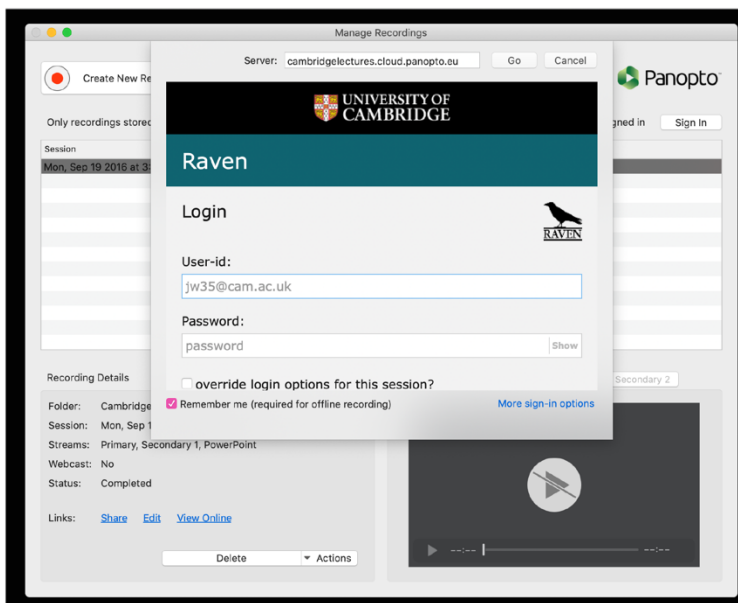 Manage Recordings
Server: cambridgelectures.cloud.panopto.eu Go Cancel
Create New Re
Panopto
UNIVERSITY OF
CAMBRIDGE
Only recordings stored
gned in Sign In
Session
Raven
Mon, Sep 19 2016 at 3:
Login
RAVEN
User-id:
jw35@cam.ac.uk
Password:
password Show
Recording Details
override login options for this session?
Secondary 2
Folder: Cambridge
Remember me (required for offline recording) More sign-in options
Session: Mon, Sep 1
Streams: Primary, Secondary 1, PowerPoint
Webcast: No
Status: Completed
Links: Share Edit View Online
--:-- --:--
Delete Actions